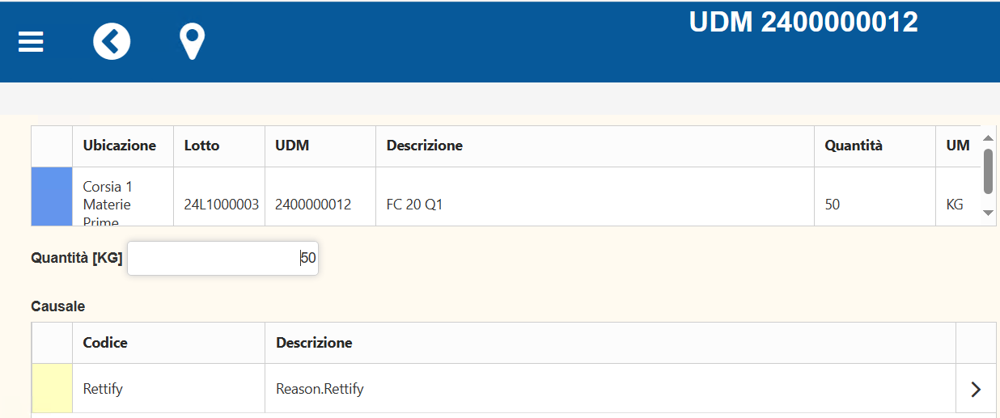 UDM 2400000012
Ubicazione Lotto UDM Descrizione Quantità UM
Corsia 1
Materie 24L1000003 2400000012 FC 20 Q1 50 KG
Prime
Quantità [KG] 50
Causale
Codice Descrizione
Rettify Reason.Rettify